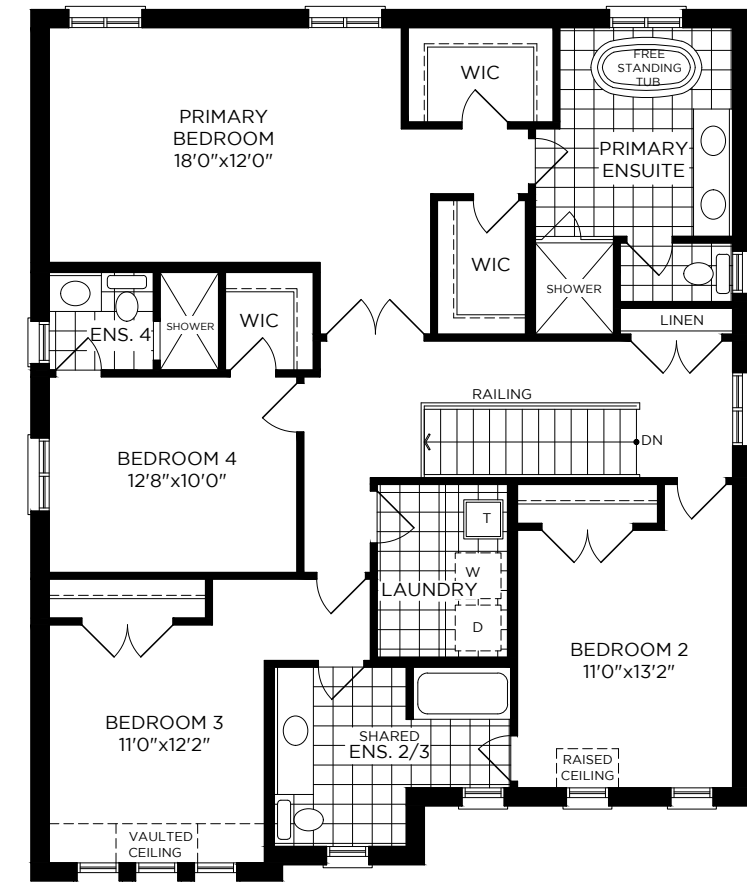 PRIMARY
BEDROOM
18'0"x12'0"
WIC
FREE
STANDING
TUB
PRIMARY
ENSUITE
WIC
SHOWER
LINEN
ENS. 4
SHOWER
WIC
RAILING
DN
BEDROOM 4
12'8"x10'0"
T
W
LAUNDRY
D
BEDROOM 2
11'0"x13'2"
BEDROOM 3
11'0"x12'2"
SHARED
ENS. 2/3
RAISED
CEILING
VAULTED
CEILING